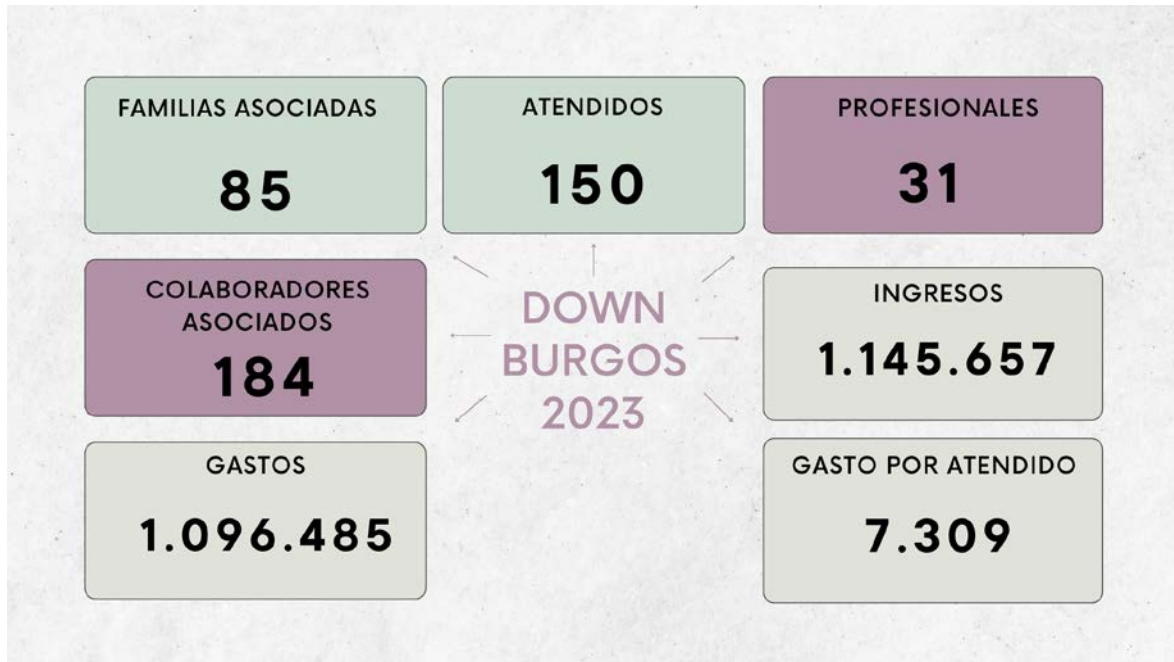 FAMILIAS ASOCIADAS
85
ATENDIDOS
150
PROFESIONALES
31
COLABORADORES
ASOCIADOS
184
DOWN
BURGOS
2023
INGRESOS
1.145.657
GASTOS
1.096.485
GASTO POR ATENDIDO
7.309